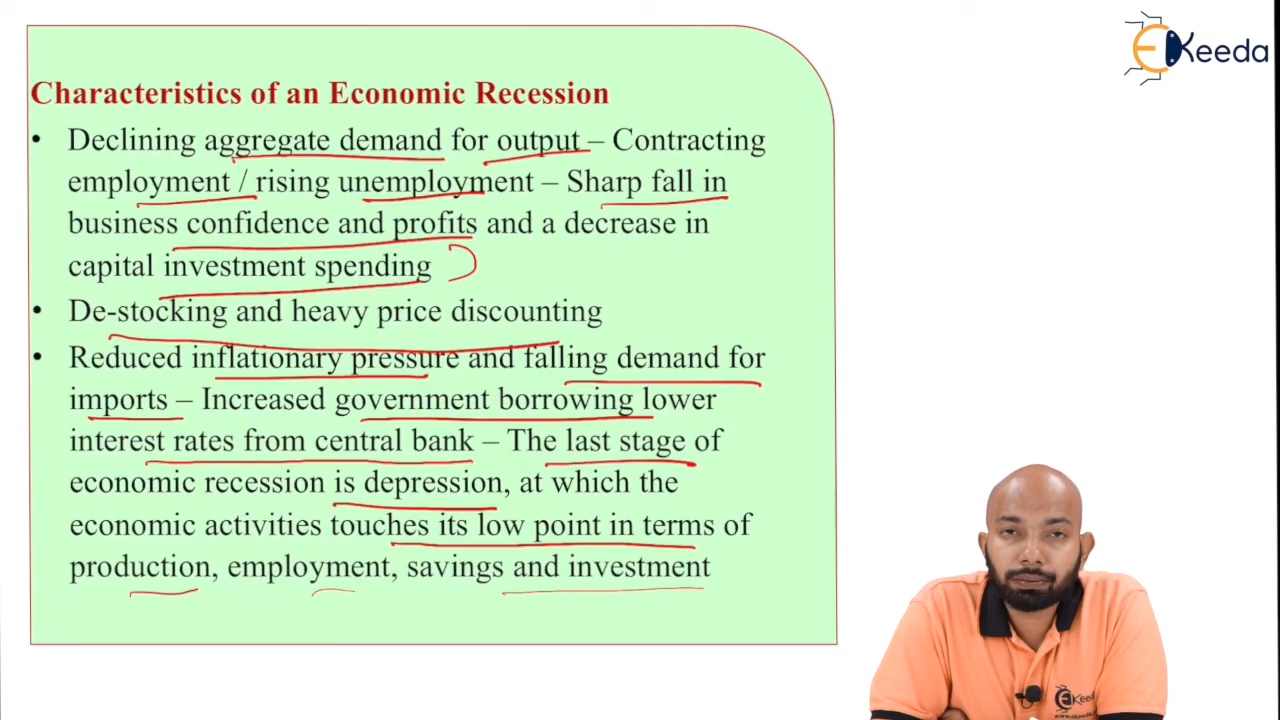 EKeeda
Characteristics of an Economic Recession
• Declining aggregate demand for output – Contracting
employment / rising unemployment – Sharp fall in
business confidence and profits and a decrease in
capital investment spending
• De-stocking and heavy price discounting
• Reduced inflationary pressure and falling demand for
imports – Increased government borrowing lower
interest rates from central bank – The last stage of
economic recession is depression, at which the
economic activities touches its low point in terms of
production, employment, savings and investment
EKeeda